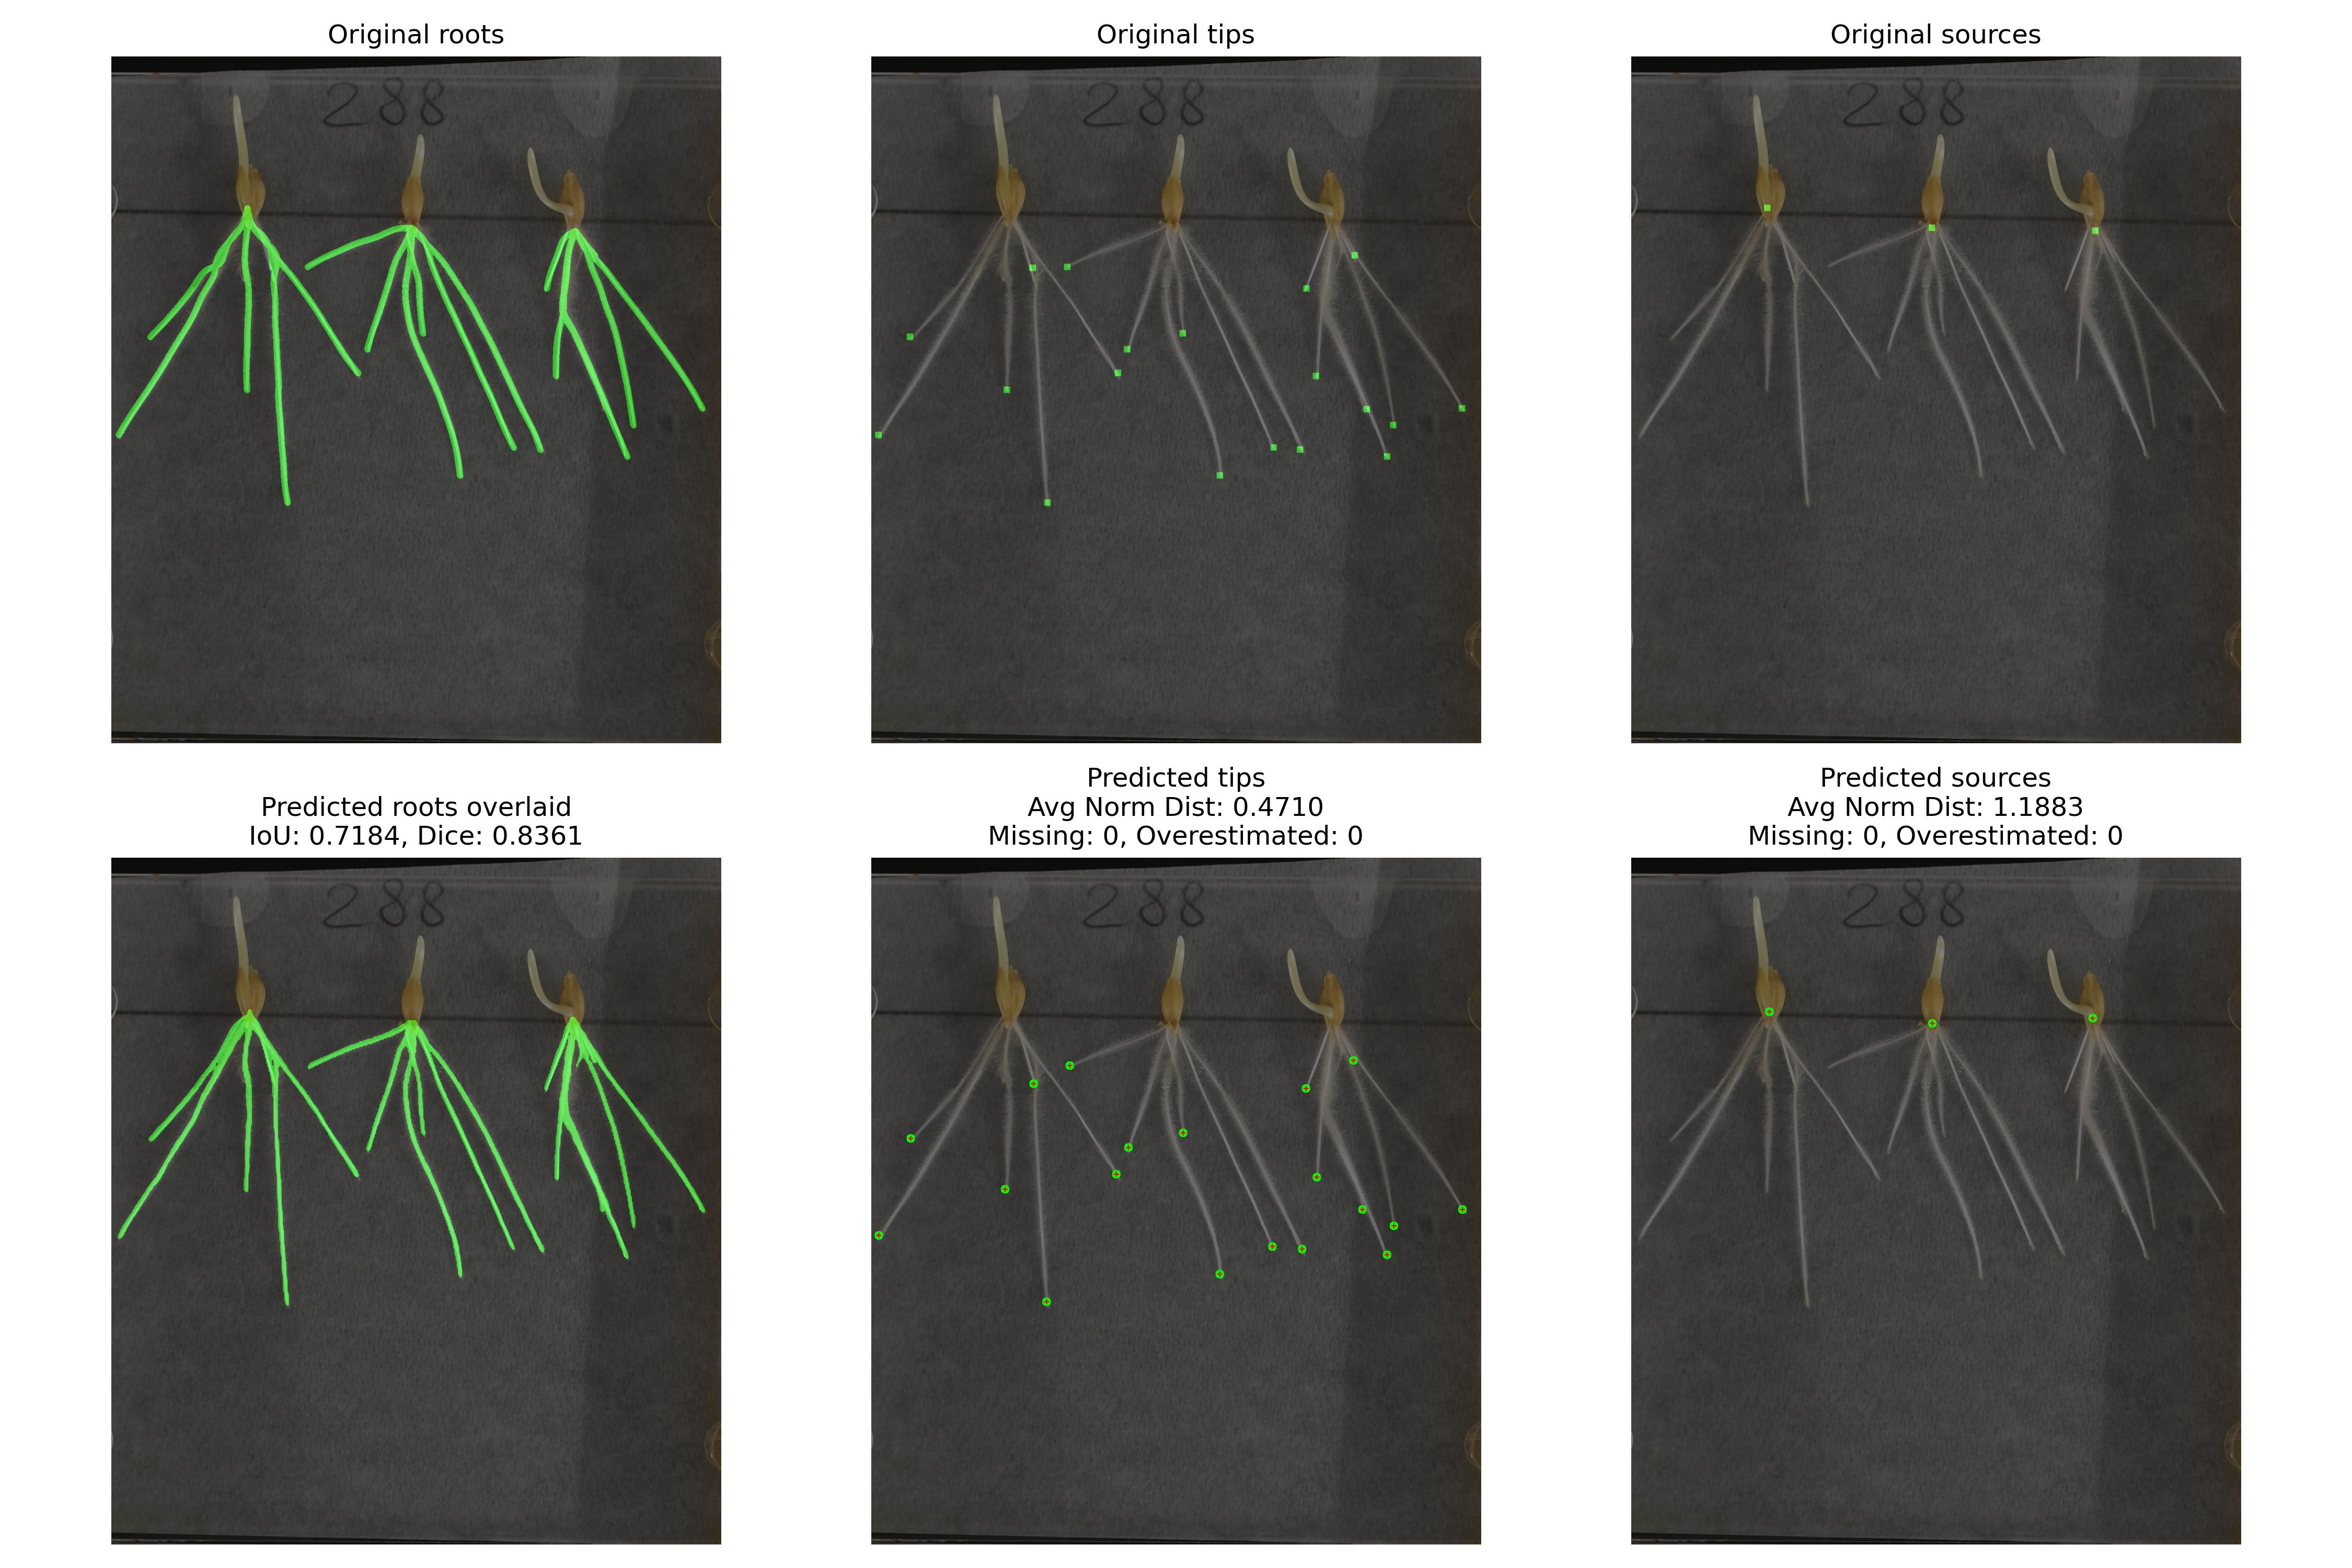 Original roots
Original tips
Original sources
288
288
288
Predicted roots overlaid
IoU: 0.7184, Dice: 0.8361
Predicted tips
Avg Norm Dist: 0.4710
Missing: 0, Overestimated: 0
Predicted sources
Avg Norm Dist: 1.1883
Missing: 0, Overestimated: 0
288
288
288